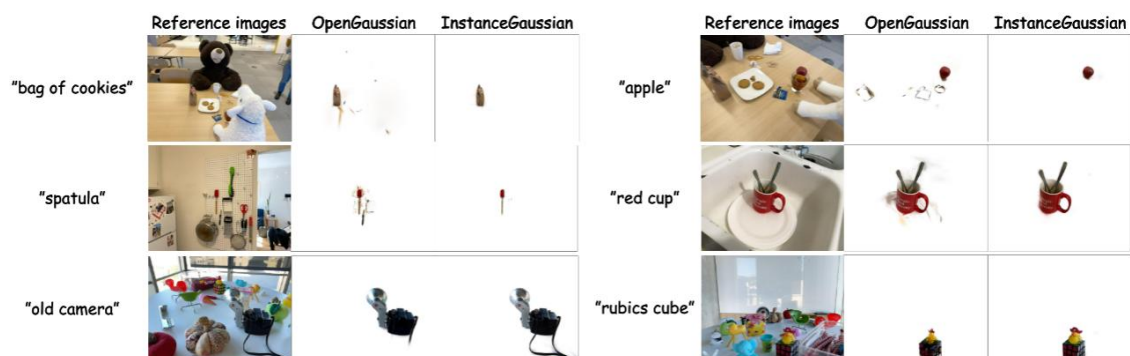 Reference images OpenGaussian InstanceGaussian Reference images OpenGaussian InstanceGaussian
"bag of cookies" "apple"
"spatula" "red cup"
"old camera" "rubics cube"